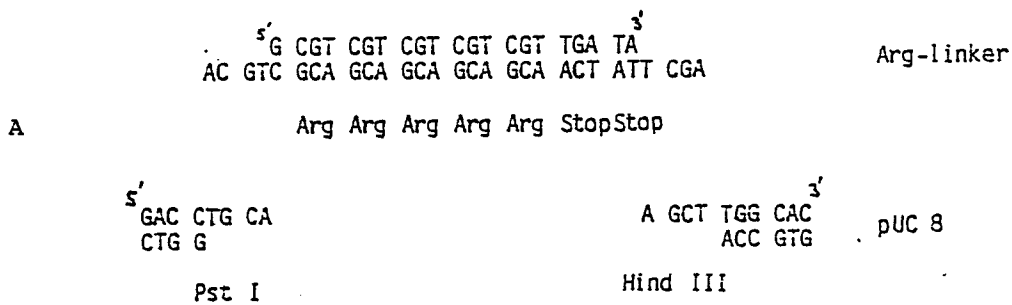 5' 3'
G CGT CGT CGT CGT CGT TGA TA
AC GTC GCA GCA GCA GCA GCA ACT ATT CGA Arg-linker
A Arg Arg Arg Arg Arg Stop Stop
5' 3'
GAC CTG CA A GCT TGG CAC
CTG G ACC GTG pUC 8
Pst I Hind III